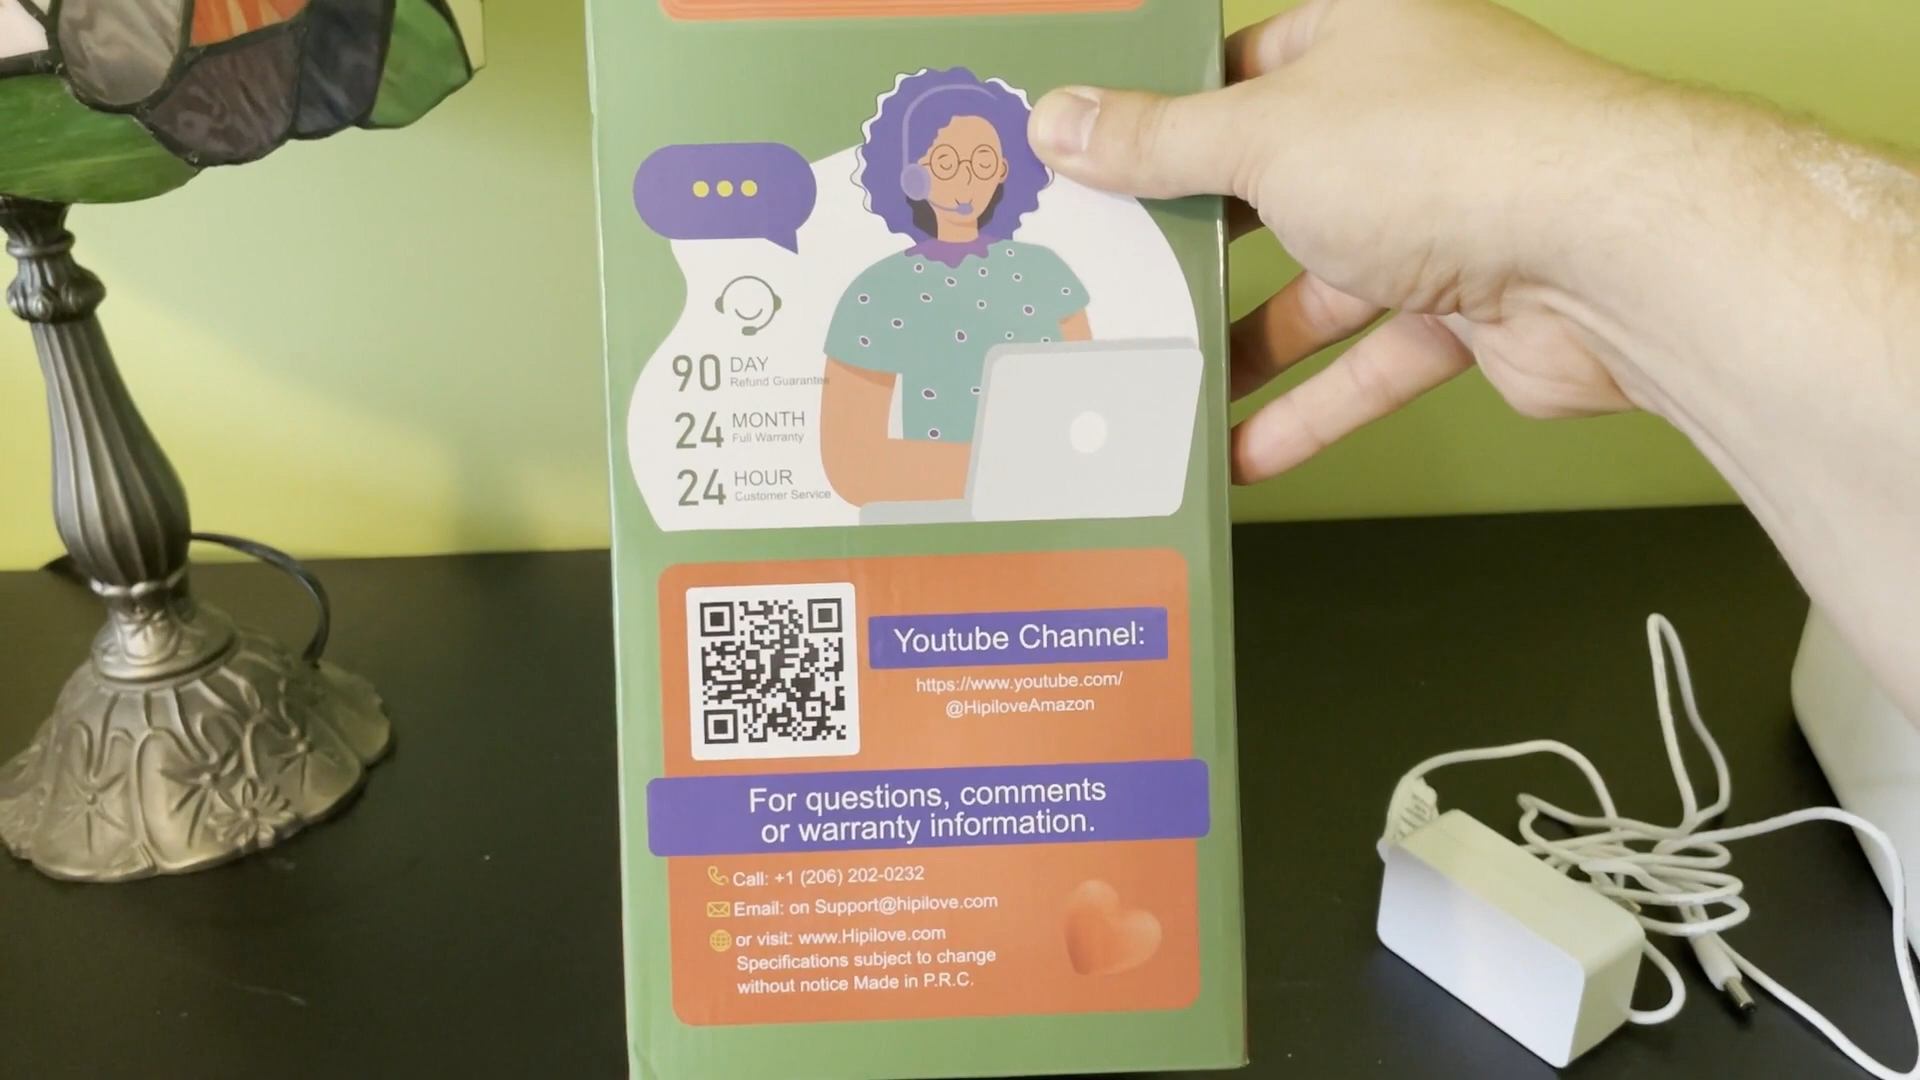 90 DAY
Refund Guarantee
24 MONTH
Full Warranty
24 HOUR
Customer Service
Youtube Channel:
https://www.youtube.com/
@HipiloveAmazon
For questions, comments
or warranty information.
Call: +1 (206) 202-0232
Email: on Support@hipilove.com
or visit: www.Hipilove.com
Specifications subject to change
without notice Made in P.R.C.